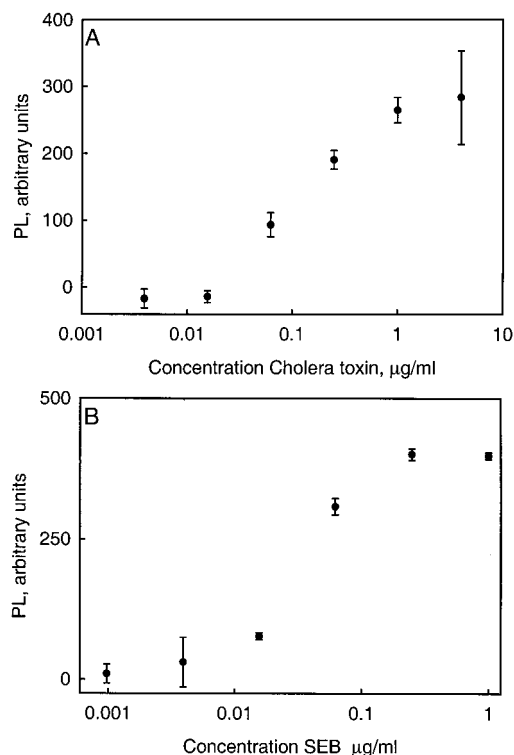 A
400
300
200
100
0
PL, arbitrary units
0.001 0.01 0.1 1 10
Concentration Cholera toxin, μg/ml
B
500
250
0
PL, arbitrary units
0.001 0.01 0.1 1
Concentration SEB μg/ml